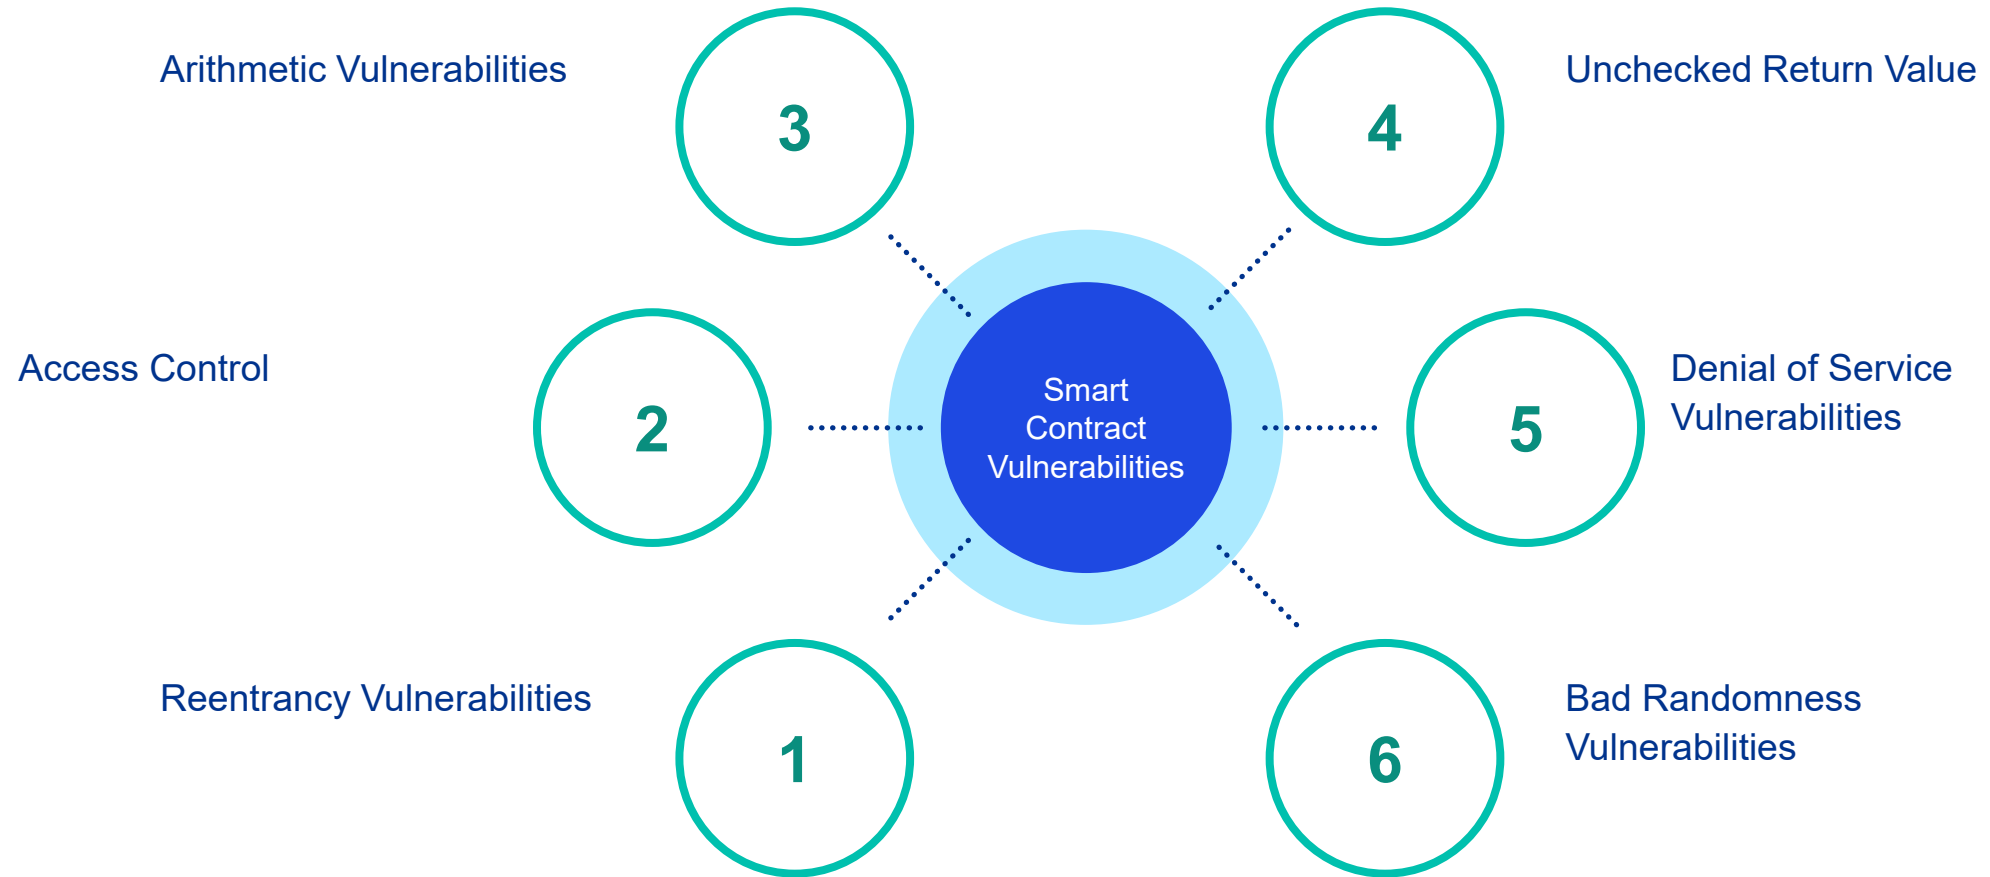 Arithmetic Vulnerabilities
3
4
Unchecked Return Value
Access Control
2
Smart
Contract
Vulnerabilities
5
Denial of Service
Vulnerabilities
Reentrancy Vulnerabilities
1
6
Bad Randomness
Vulnerabilities